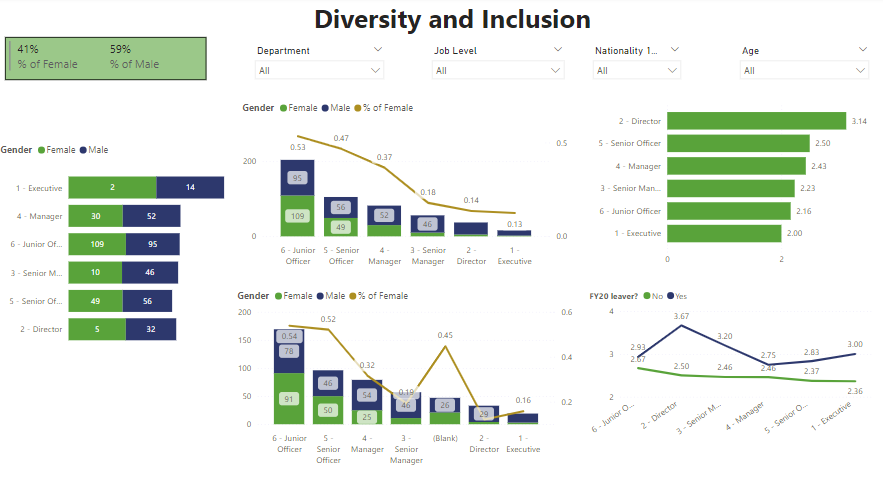 Diversity and Inclusion
41%
59%
% of Female
% of Male
Department
Job Level
Nationality 1...
Age
All
All
All
All
Gender Female Male
1 - Executive 2 14
4 - Manager 30 52
6 - Junior Of... 109 95
3 - Senior M... 10 46
5 - Senior Of... 49 56
2 - Director 5 32
Gender Female Male % of Female
0.53 0.47 0.37 0.18 0.14 0.13
200
0
0.5
0.0
95 56 52 46
109 49
6 - Junior
Officer
5 - Senior
Officer
4 -
Manager
3 - Senior
Manager
2 -
Director
1 -
Executive
Gender Female Male % of Female
200
150
100
50
0
0.6
0.4
0.2
0.54 0.52 0.32 0.19 0.45 0.16
78 46 54 46 26 29
91 50 25
6 - Junior
Officer
5 -
Senior
Officer
4 -
Manager
3 -
Senior
Manager
(Blank)
2 -
Director
1 -
Executive
2 - Director 3.14
5 - Senior Officer 2.50
4 - Manager 2.43
3 - Senior Man... 2.23
6 - Junior Officer 2.16
1 - Executive 2.00
0 2
FY20 leaver? No Yes
4
3
2
2.93 3.67 3.20 2.75 2.83 3.00
2.67 2.50 2.46 2.46 2.37 2.36
6 - Junior O...
2 - Director
3 - Senior M...
4 - Manager
5 - Senior O...
1 - Executive